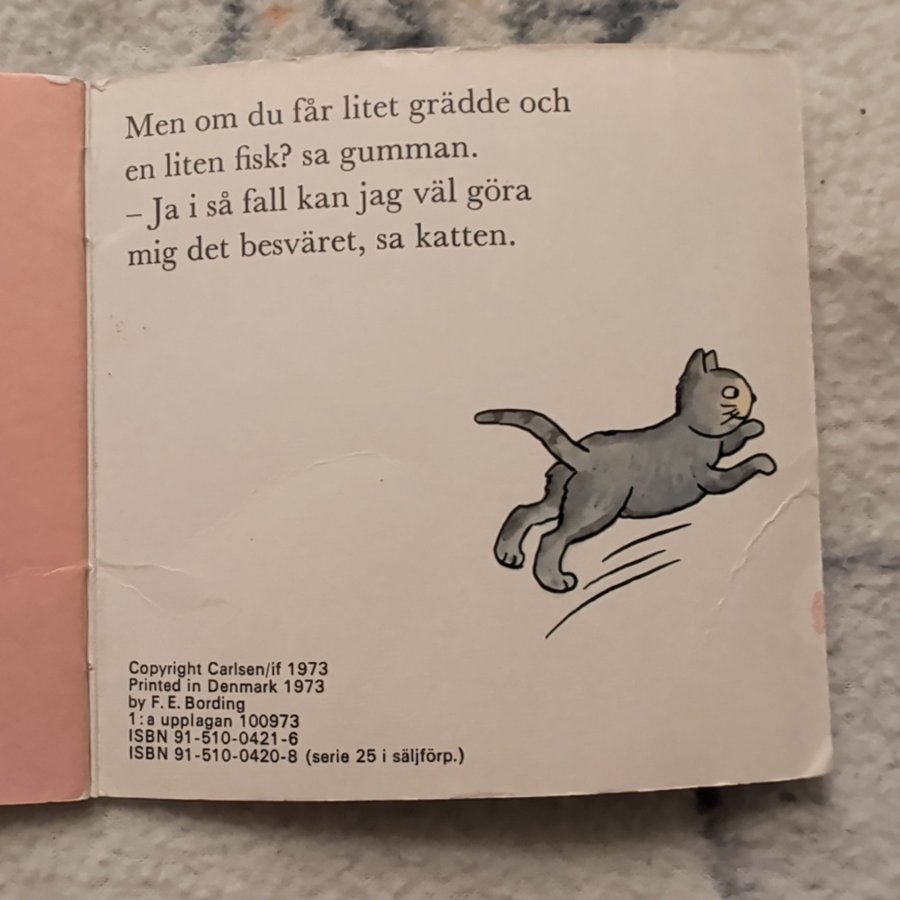 Men om du får litet grädde och
en liten fisk? sa gumman.
– Ja i så fall kan jag väl göra
mig det besväret, sa katten.
Copyright Carlsen/if 1973
Printed in Denmark 1973
by F. E. Bording
1:a upplagan 100973
ISBN 91-510-0421-6
ISBN 91-510-0420-8 (serie 25 i säljförp.)